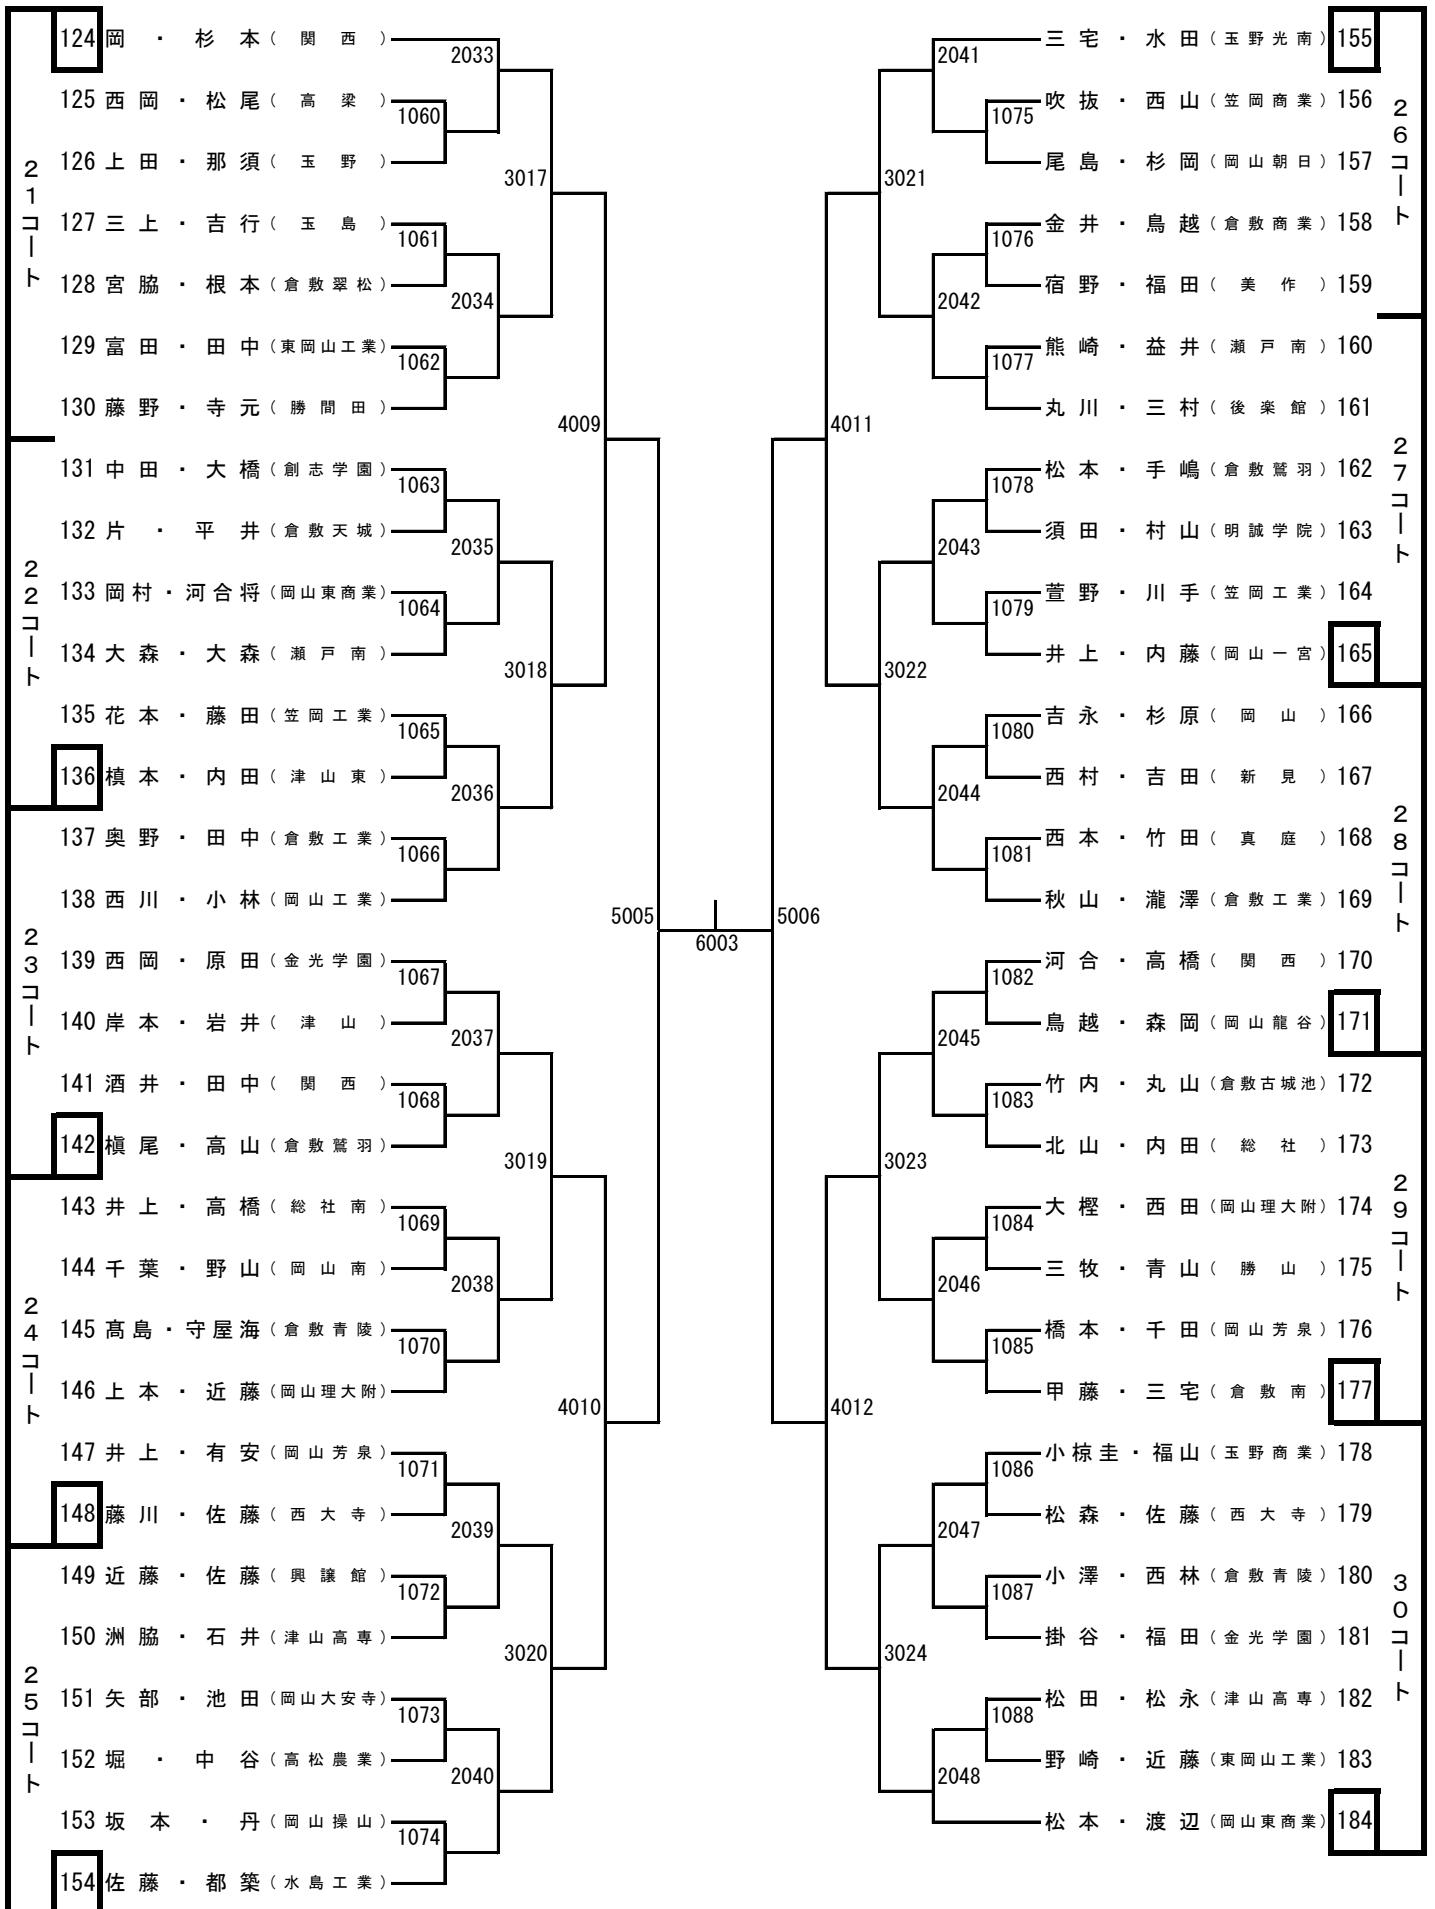 124 岡・杉本（関西）
125 西岡・松尾（高梁）
126 上田・那須（玉野）
127 三上・吉行（玉島）
128 宮脇・根本（倉敷翠松）
129 富田・田中（東岡山工業）
130 藤野・寺元（勝間田）
131 中田・大橋（創志学園）
132 片・平井（倉敷天城）
133 岡村・河合将（岡山東商業）
134 大森・大森（瀬戸南）
135 花本・藤田（笠岡工業）
136 槙本・内田（津山東）
137 奥野・田中（倉敷工業）
138 西川・小林（岡山工業）
139 西岡・原田（金光学園）
140 岸本・岩井（津山）
141 酒井・田中（関西）
142 槇尾・高山（倉敷鷲羽）
143 井上・高橋（総社南）
144 千葉・野山（岡山南）
145 髙島・守屋海（倉敷青陵）
146 上本・近藤（岡山理大附）
147 井上・有安（岡山芳泉）
148 藤川・佐藤（西大寺）
149 近藤・佐藤（興譲館）
150 洲脇・石井（津山高専）
151 矢部・池田（岡山大安寺）
152 堀・中谷（高松農業）
153 坂本・丹（岡山操山）
154 佐藤・都築（水島工業）
21コート
22コート
23コート
24コート
25コート
1060
1061
1062
1063
1064
1065
1066
1067
1068
1069
1070
1071
1072
1073
1074
2033
2034
2035
2036
2037
2038
2039
2040
3017
3018
3019
3020
4009
4010
5005
6003
5006
4011
4012
3021
3022
3023
3024
2041
2042
2043
2044
2045
2046
2047
2048
1075
1076
1077
1078
1079
1080
1081
1082
1083
1084
1085
1086
1087
1088
三宅・水田（玉野光南） 155
吹抜・西山（笠岡商業） 156
尾島・杉岡（岡山朝日） 157
金井・鳥越（倉敷商業） 158
宿野・福田（美作） 159
熊崎・益井（瀬戸南） 160
丸川・三村（後楽館） 161
松本・手嶋（倉敷鷲羽） 162
須田・村山（明誠学院） 163
萱野・川手（笠岡工業） 164
井上・内藤（岡山一宮） 165
吉永・杉原（岡山） 166
西村・吉田（新見） 167
西本・竹田（真庭） 168
秋山・瀧澤（倉敷工業） 169
河合・高橋（関西） 170
鳥越・森岡（岡山龍谷） 171
竹内・丸山（倉敷古城池） 172
北山・内田（総社） 173
大樫・西田（岡山理大附） 174
三牧・青山（勝山） 175
橋本・千田（岡山芳泉） 176
甲藤・三宅（倉敷南） 177
小椋圭・福山（玉野商業） 178
松森・佐藤（西大寺） 179
小澤・西林（倉敷青陵） 180
掛谷・福田（金光学園） 181
松田・松永（津山高専） 182
野崎・近藤（東岡山工業） 183
松本・渡辺（岡山東商業） 184
26コート
27コート
28コート
29コート
30コート